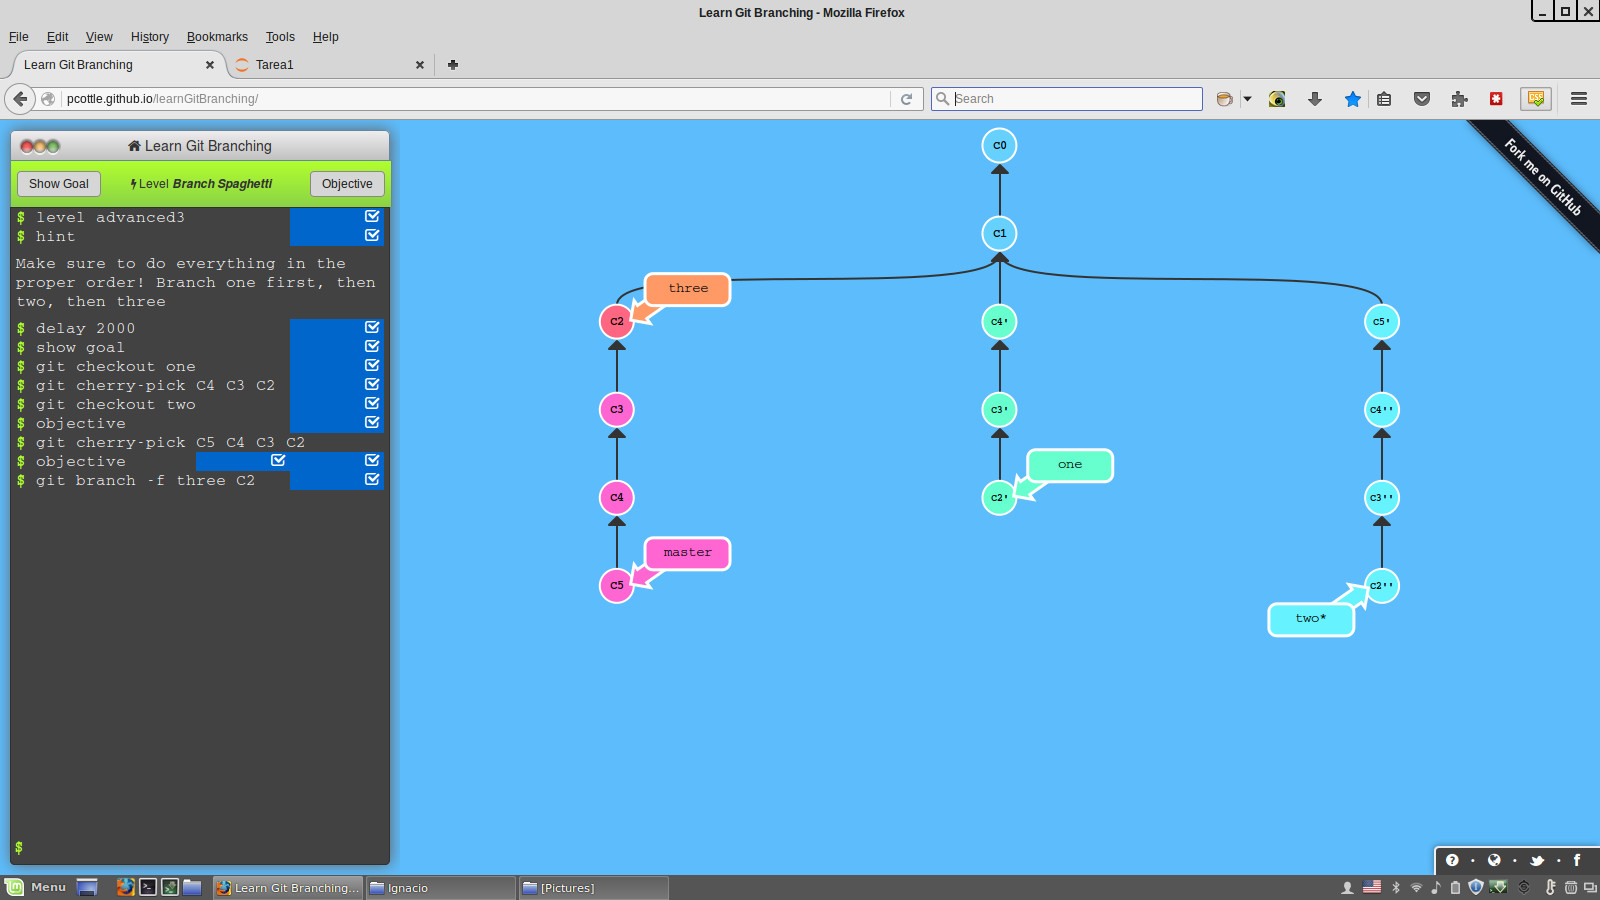 Learn Git Branching - Mozilla Firefox
File Edit View History Bookmarks Tools Help
Learn Git Branching
Tarea1
pcottle.github.io/learnGitBranching/
Search
Learn Git Branching
Show Goal
Level Branch Spaghetti
Objective
$ level advanced3
$ hint
Make sure to do everything in the
proper order! Branch one first, then
two, then three
$ delay 2000
$ show goal
$ git checkout one
$ git cherry-pick C4 C3 C2
$ git checkout two
$ objective
$ git cherry-pick C5 C4 C3 C2
$ objective
$ git branch -f three C2
$
C0
C1
three
C2
C4'
C5'
C3
C3'
C4''
one
C4
C2'
C3''
master
C5
C2''
two*
Fork me on GitHub
Menu
Learn Git Branching...
Ignacio
[Pictures]